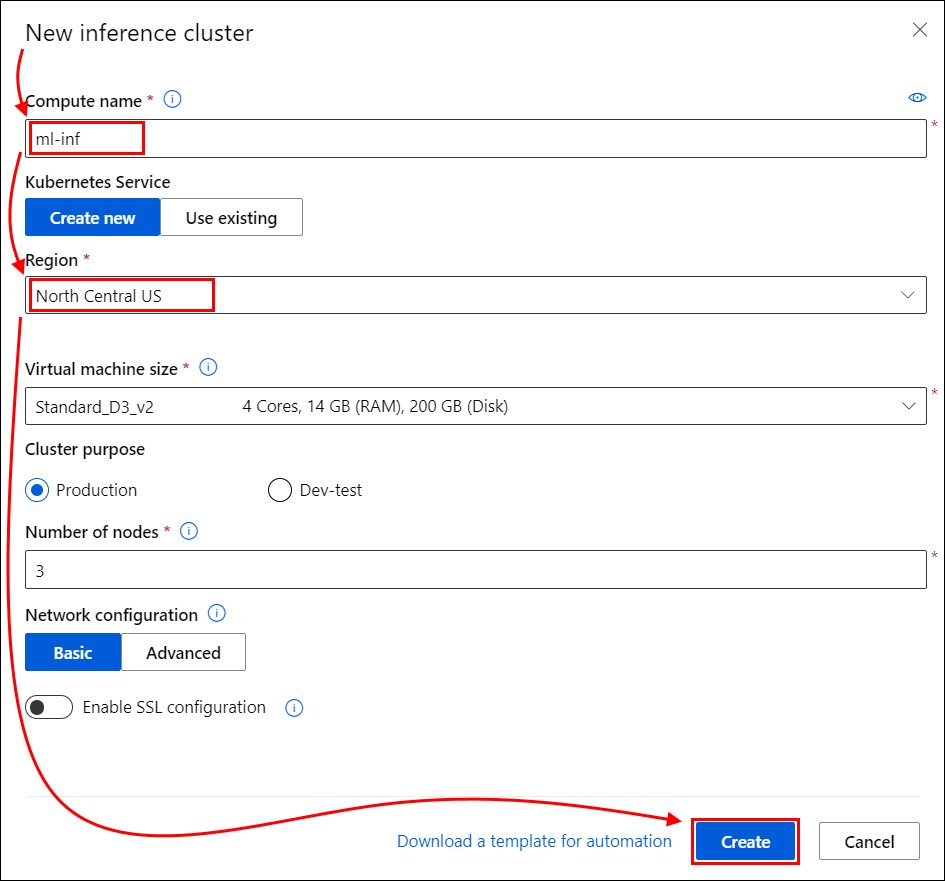 New inference cluster
Compute name *
ml-inf
*
Kubernetes Service
Create new Use existing
Region *
North Central US
Virtual machine size *
Standard_D3_v2 4 Cores, 14 GB (RAM), 200 GB (Disk)
*
Cluster purpose
Production Dev-test
Number of nodes *
3
*
Network configuration
Basic Advanced
Enable SSL configuration
Download a template for automation Create Cancel